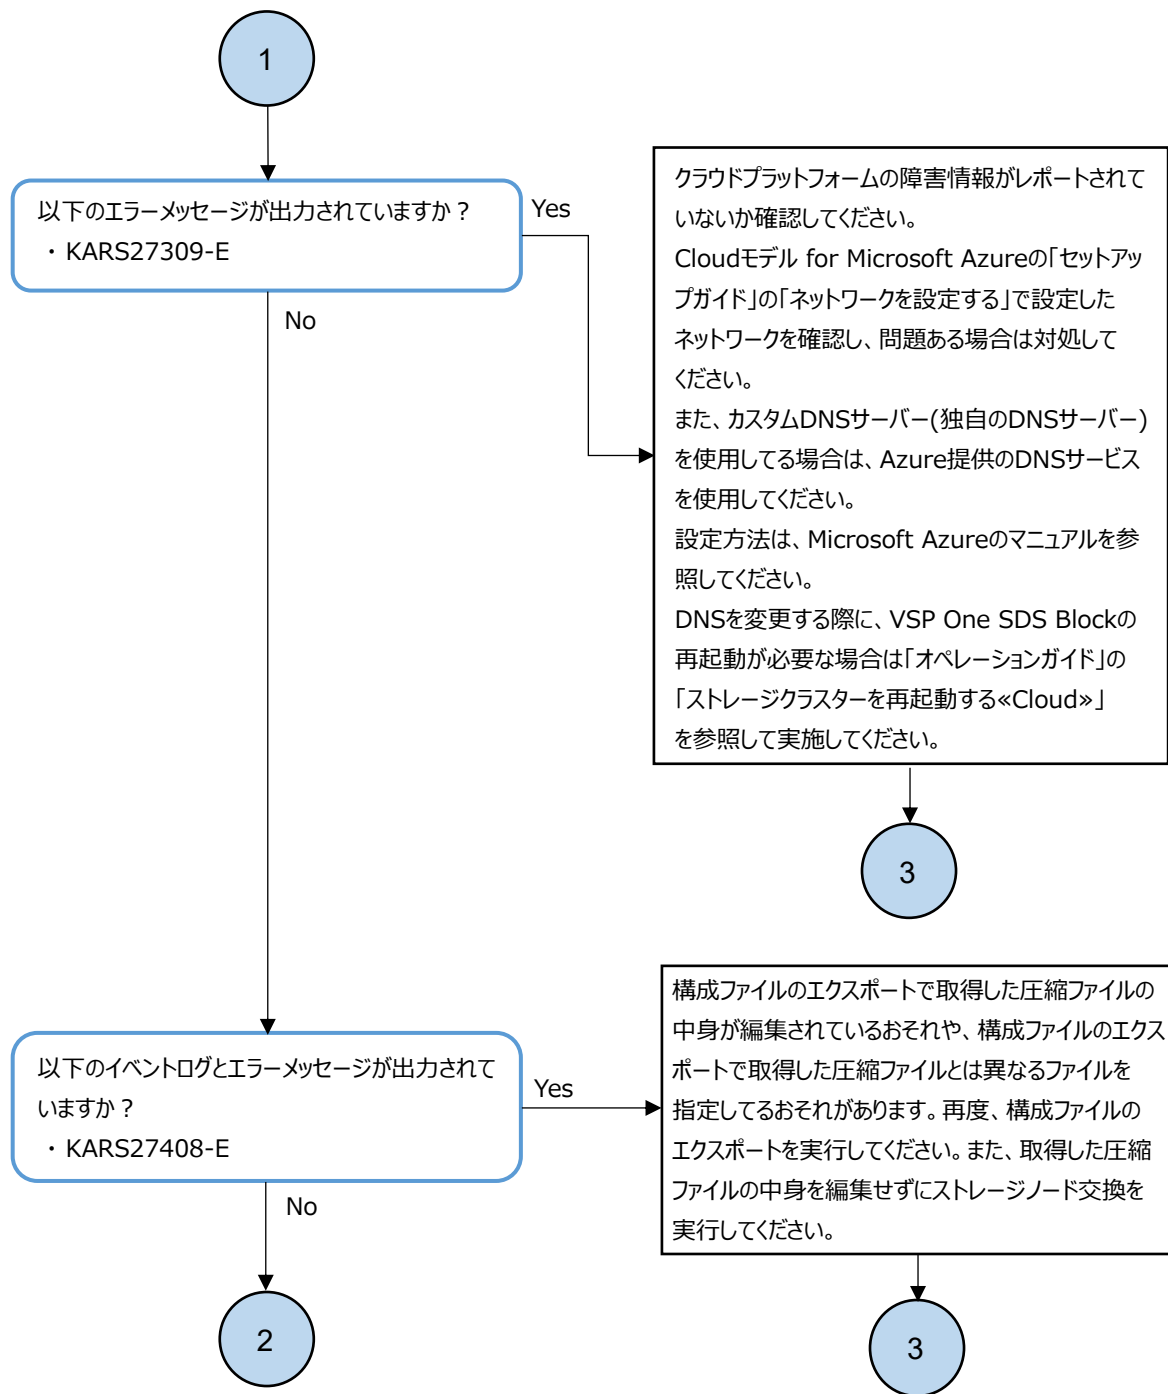 1
以下のエラーメッセージが出力されていますか？
・ KARS27309-E
Yes
No
クラウドプラットフォームの障害情報がレポートされて
いないか確認してください。
Cloudモデル for Microsoft Azureの「セットアッ
プガイド」の「ネットワークを設定する」で設定した
ネットワークを確認し、問題ある場合は対処して
ください。
また、カスタムDNSサーバー(独自のDNSサーバー)
を使用してる場合は、Azure提供のDNSサービス
を使用してください。
設定方法は、Microsoft Azureのマニュアルを参
照してください。
DNSを変更する際に、VSP One SDS Blockの
再起動が必要な場合は「オペレーションガイド」の
「ストレージクラスターを再起動する≪Cloud≫」
を参照して実施してください。
3
以下のイベントログとエラーメッセージが出力されて
いますか？
・ KARS27408-E
Yes
No
構成ファイルのエクスポートで取得した圧縮ファイルの
中身が編集されているおそれや、構成ファイルのエクス
ポートで取得した圧縮ファイルとは異なるファイルを
指定してるおそれがあります。再度、構成ファイルの
エクスポートを実行してください。また、取得した圧縮
ファイルの中身を編集せずにストレージノード交換を
実行してください。
2
3